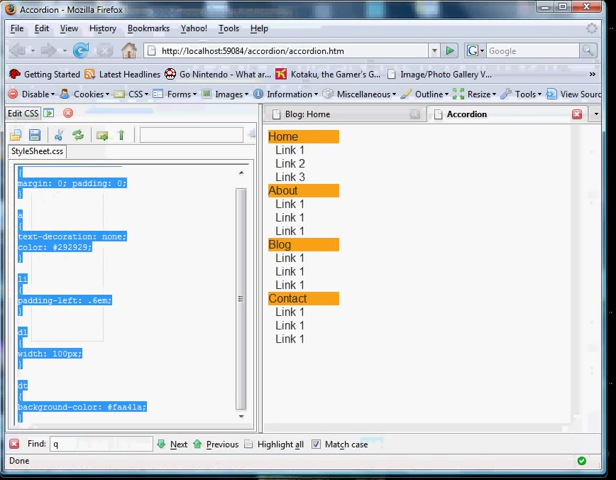 Accordion - Mozilla Firefox
File Edit View History Bookmarks Yahoo! Tools Help
http://localhost:59084/accordion/accordion.htm
Google
Getting Started Latest Headlines Go Nintendo - What ar... Kotaku, the Gamer's G... Image/Photo Gallery V...
Disable Cookies CSS Forms Images Information Miscellaneous Outline Resize Tools
Edit CSS
Blog: Home
Accordion
StyleSheet.css
{
margin: 0; padding: 0;
}
a
{
text-decoration: none;
color: #292929;
}
{
padding-left: .6em;
}
{
width: 100px;
}
dt
{
background-color: #faa41a;
}
Home
Link 1
Link 2
Link 3
About
Link 1
Link 1
Link 1
Blog
Link 1
Link 1
Link 1
Contact
Link 1
Link 1
Link 1
Find: q Next Previous Highlight all Match case
Done